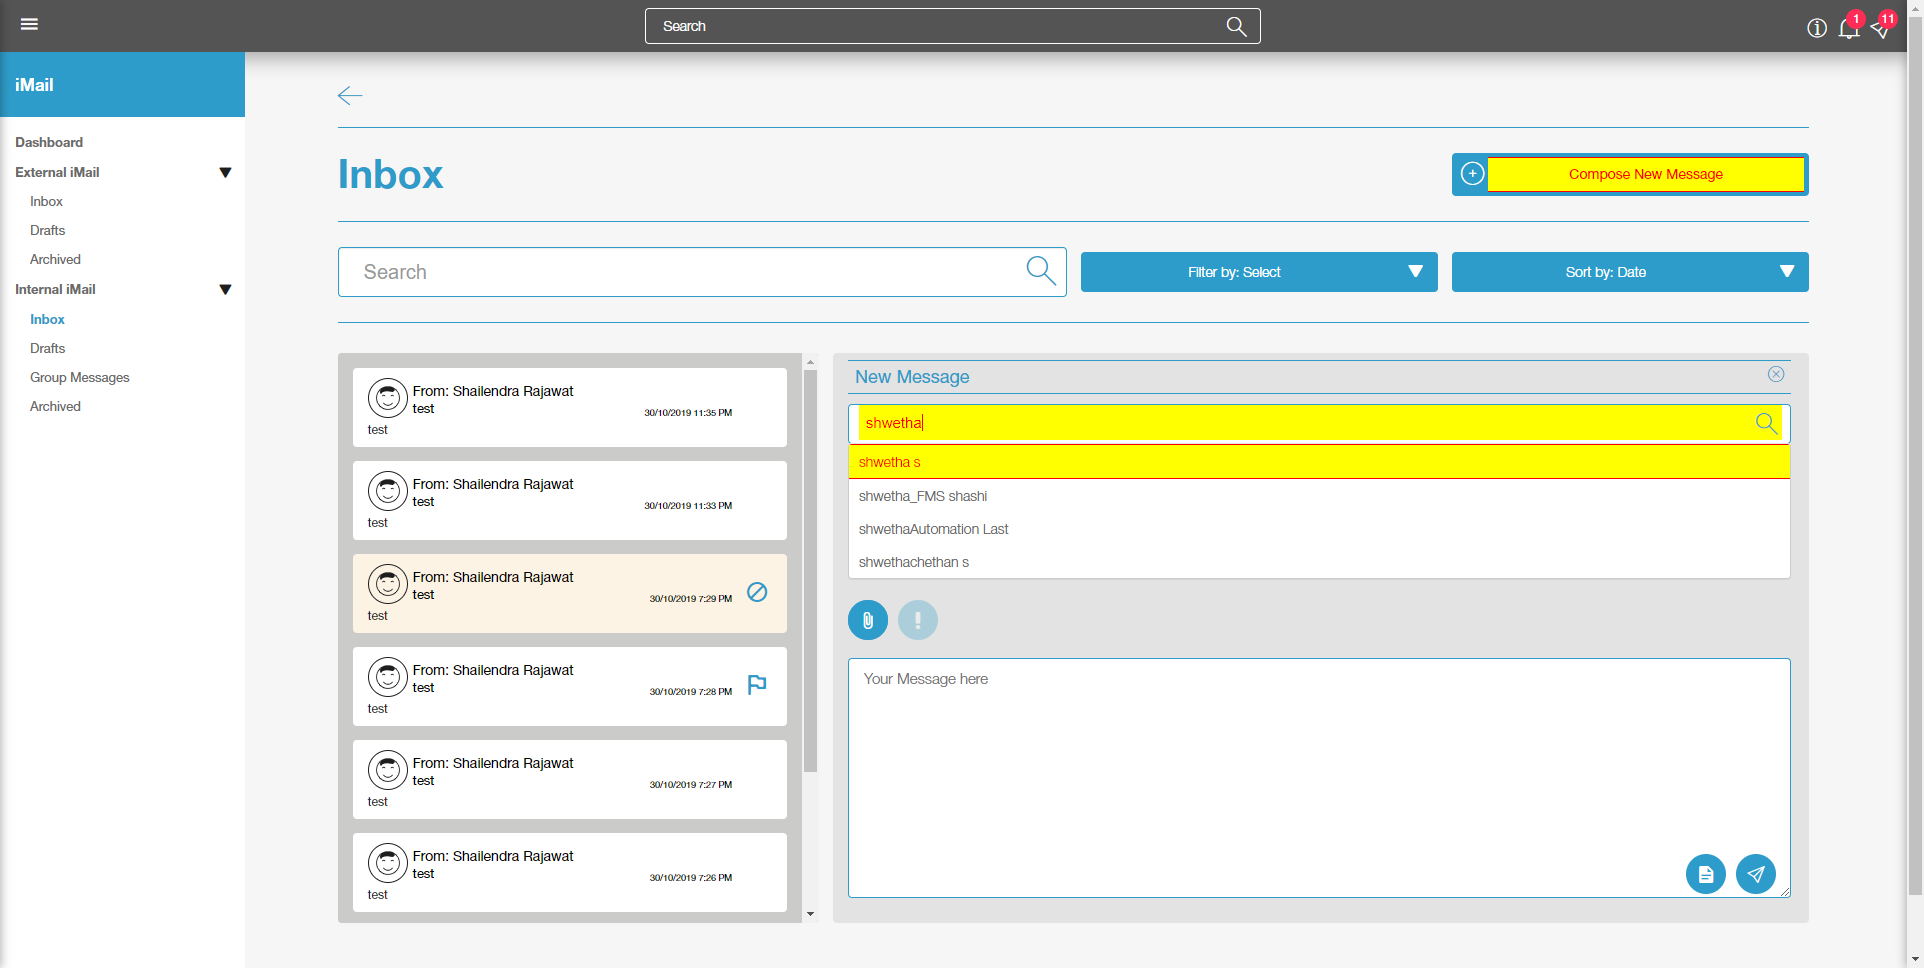 Search
1
11
iMail
Dashboard
External iMail
Inbox
Drafts
Archived
Internal iMail
Inbox
Drafts
Group Messages
Archived
Inbox
Compose New Message
Search
Filter by: Select
Sort by: Date
From: Shailendra Rajawat
test
30/10/2019 11:35 PM
test
From: Shailendra Rajawat
test
30/10/2019 11:33 PM
test
From: Shailendra Rajawat
test
30/10/2019 7:29 PM
test
From: Shailendra Rajawat
test
30/10/2019 7:28 PM
test
From: Shailendra Rajawat
test
30/10/2019 7:27 PM
test
From: Shailendra Rajawat
test
30/10/2019 7:26 PM
test
New Message
shwetha
shwetha s
shwetha_FMS shashi
shwethaAutomation Last
shwethachethan s
Your Message here